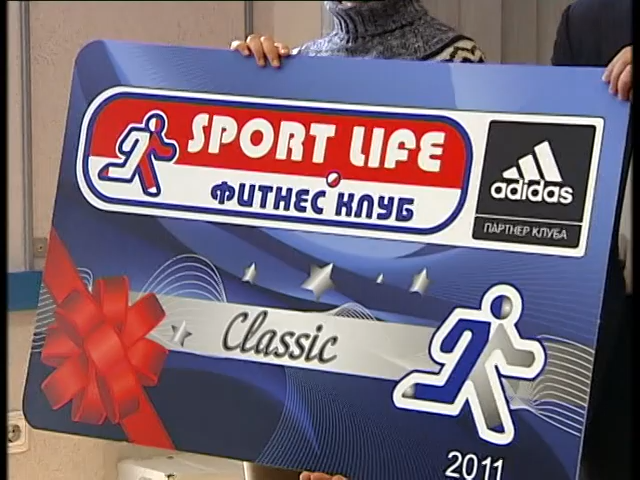 SPORT LIFE
ФИТНЕС КЛУБ
adidas
ПАРТНЕР КЛУБА
Classic
2011